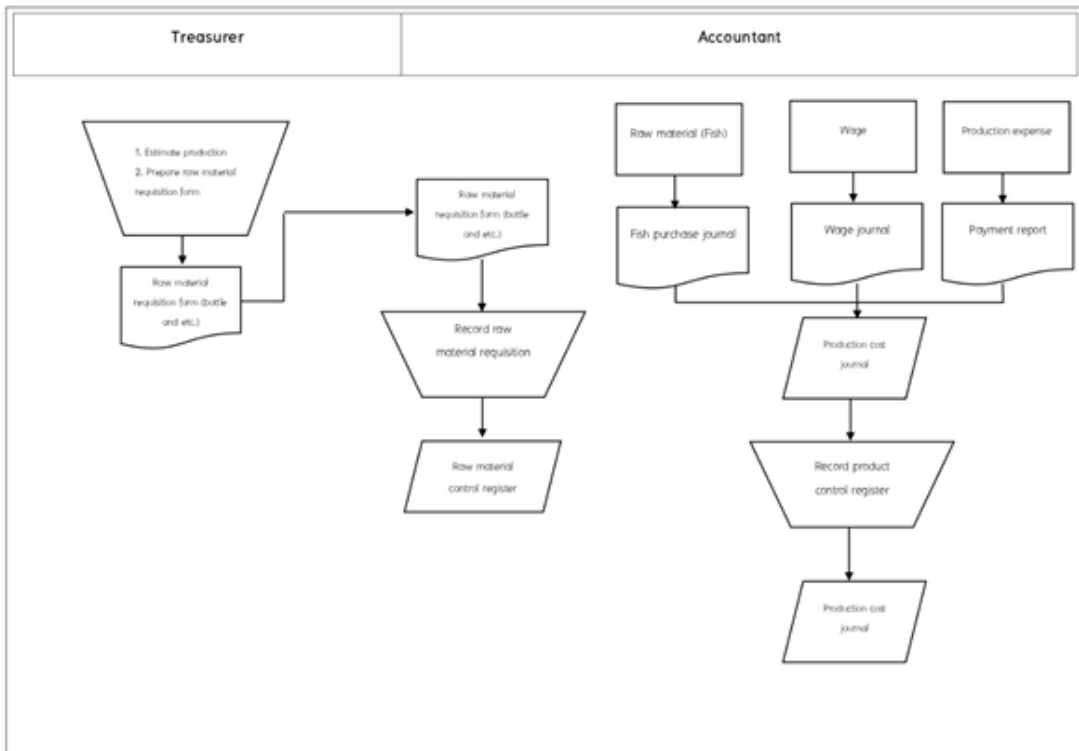 Treasurer
Accountant
1. Estimate production
2. Prepare raw material
requisition form
Raw material
requisition form (bottle
and etc.)
Raw material
requisition form (bottle
and etc.)
Record raw
material requisition
Raw material
control register
Raw material (Fish)
Wage
Production expense
Fish purchase journal
Wage journal
Payment report
Production cost
journal
Record product
control register
Production cost
journal